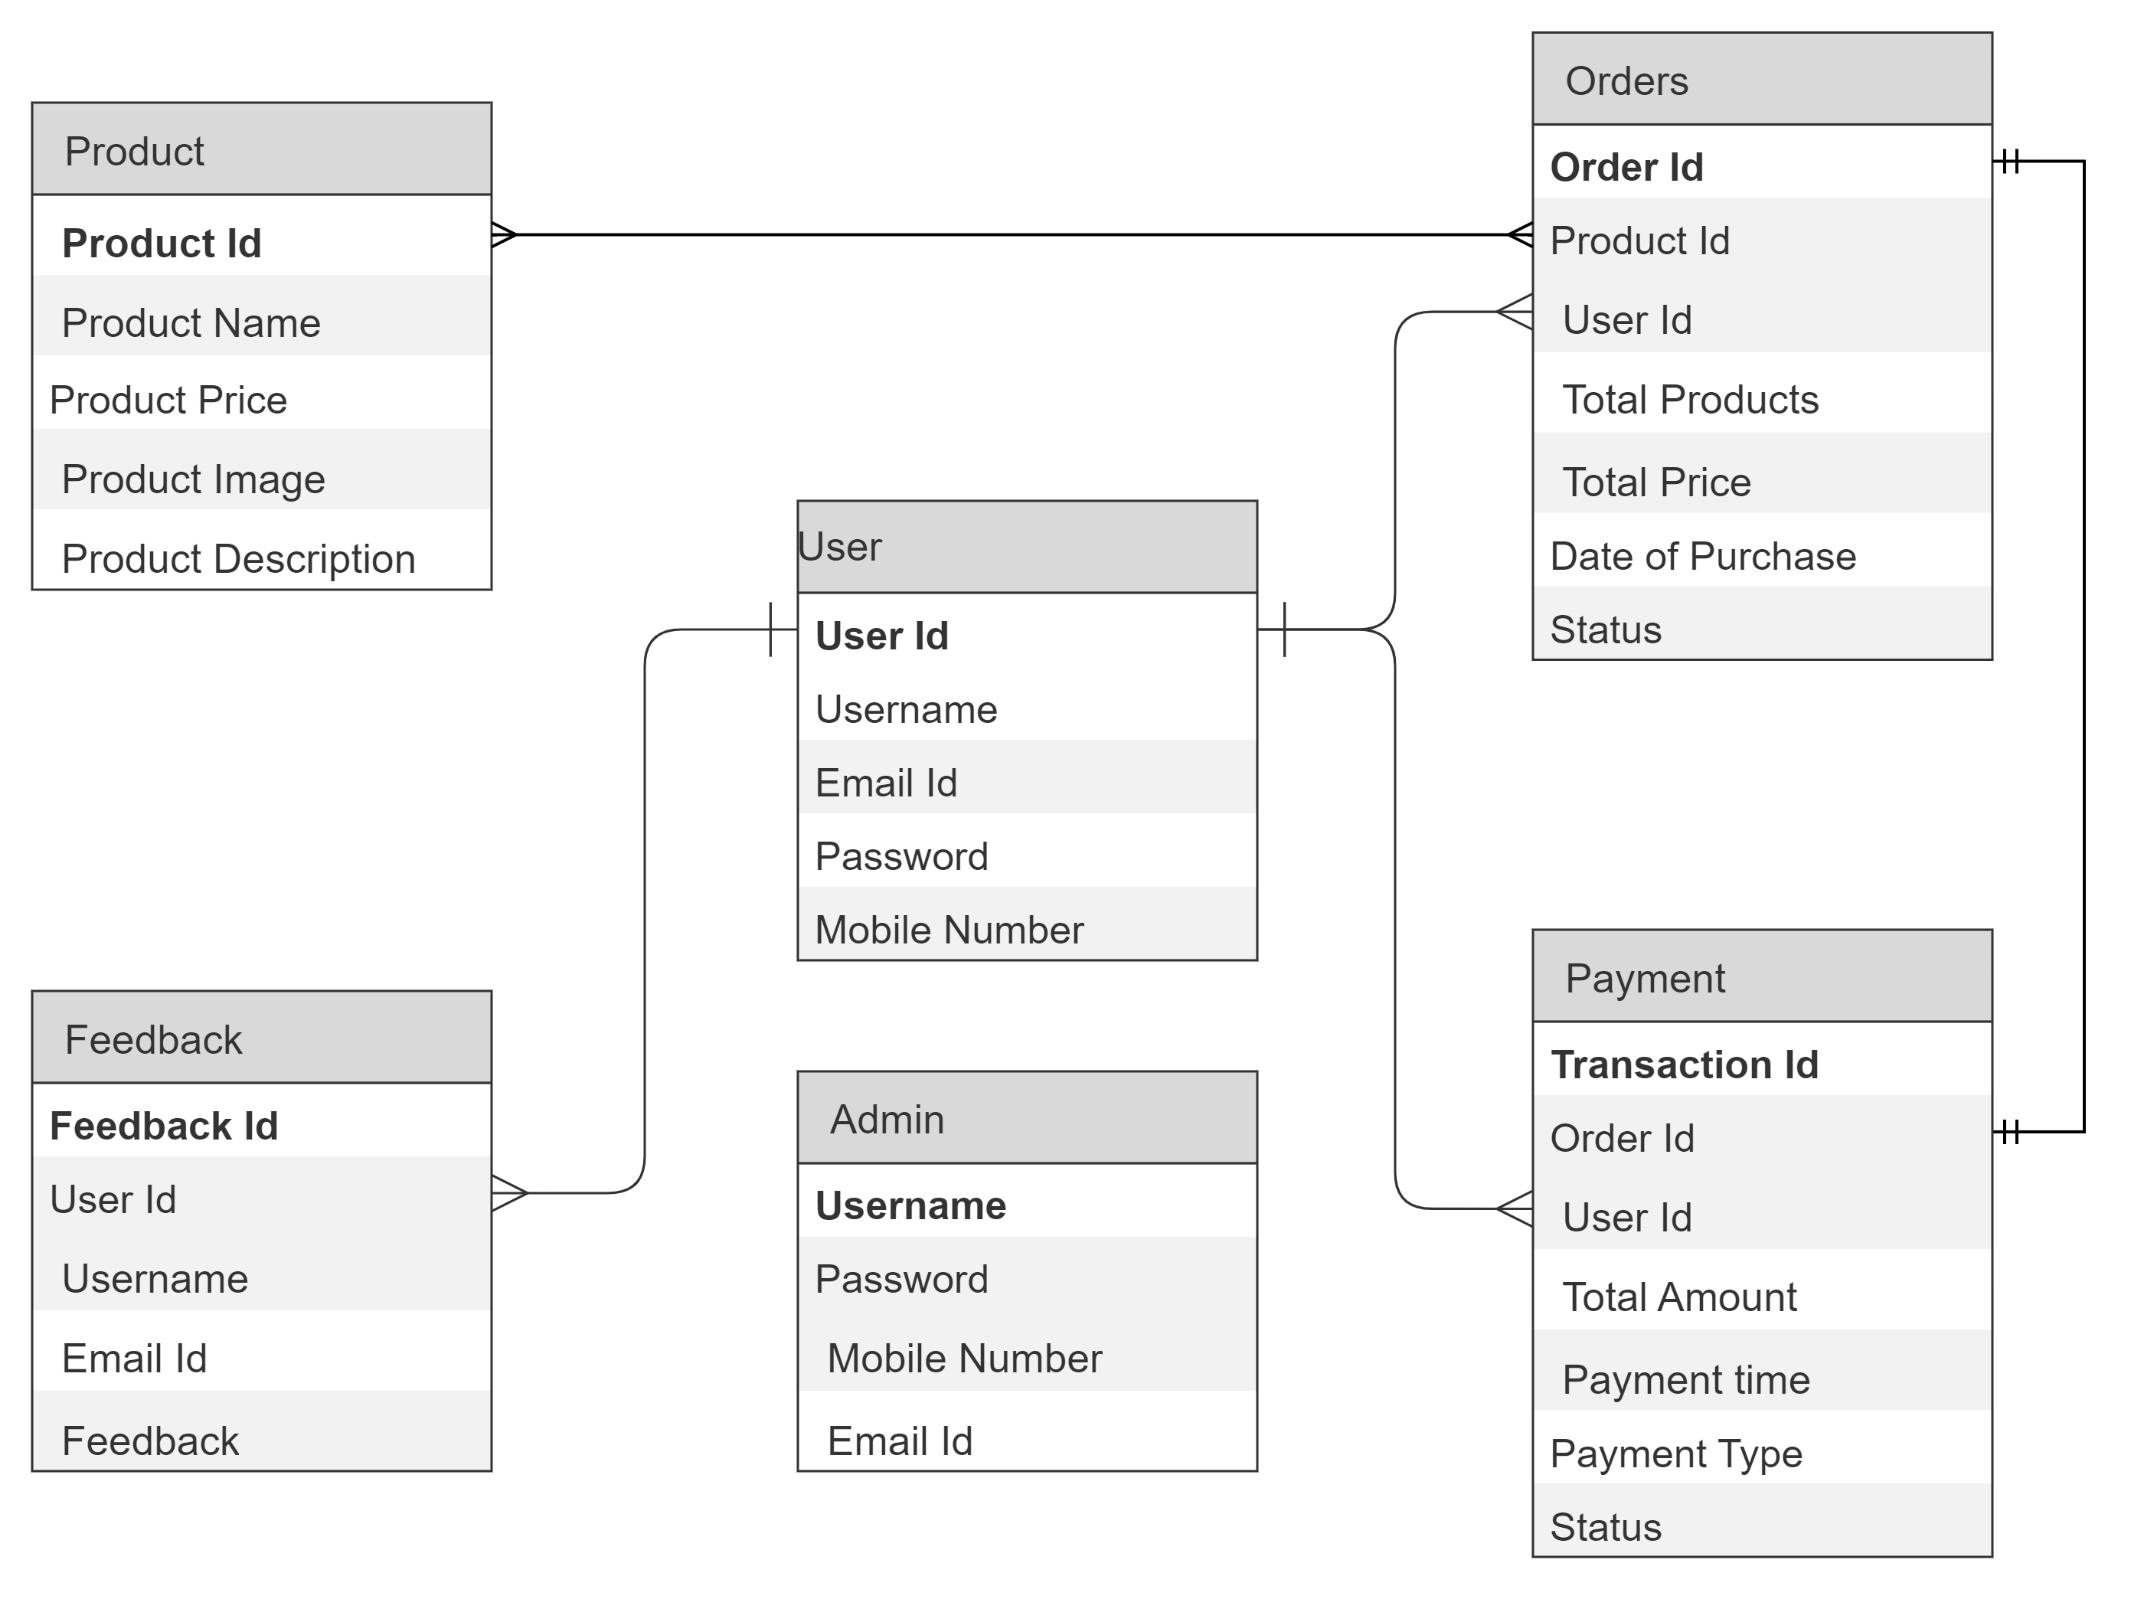 Product
Product Id
Product Name
Product Price
Product Image
Product Description
Orders
Order Id
Product Id
User Id
Total Products
Total Price
Date of Purchase
Status
User
User Id
Username
Email Id
Password
Mobile Number
Feedback
Feedback Id
User Id
Username
Email Id
Feedback
Admin
Username
Password
Mobile Number
Email Id
Payment
Transaction Id
Order Id
User Id
Total Amount
Payment time
Payment Type
Status